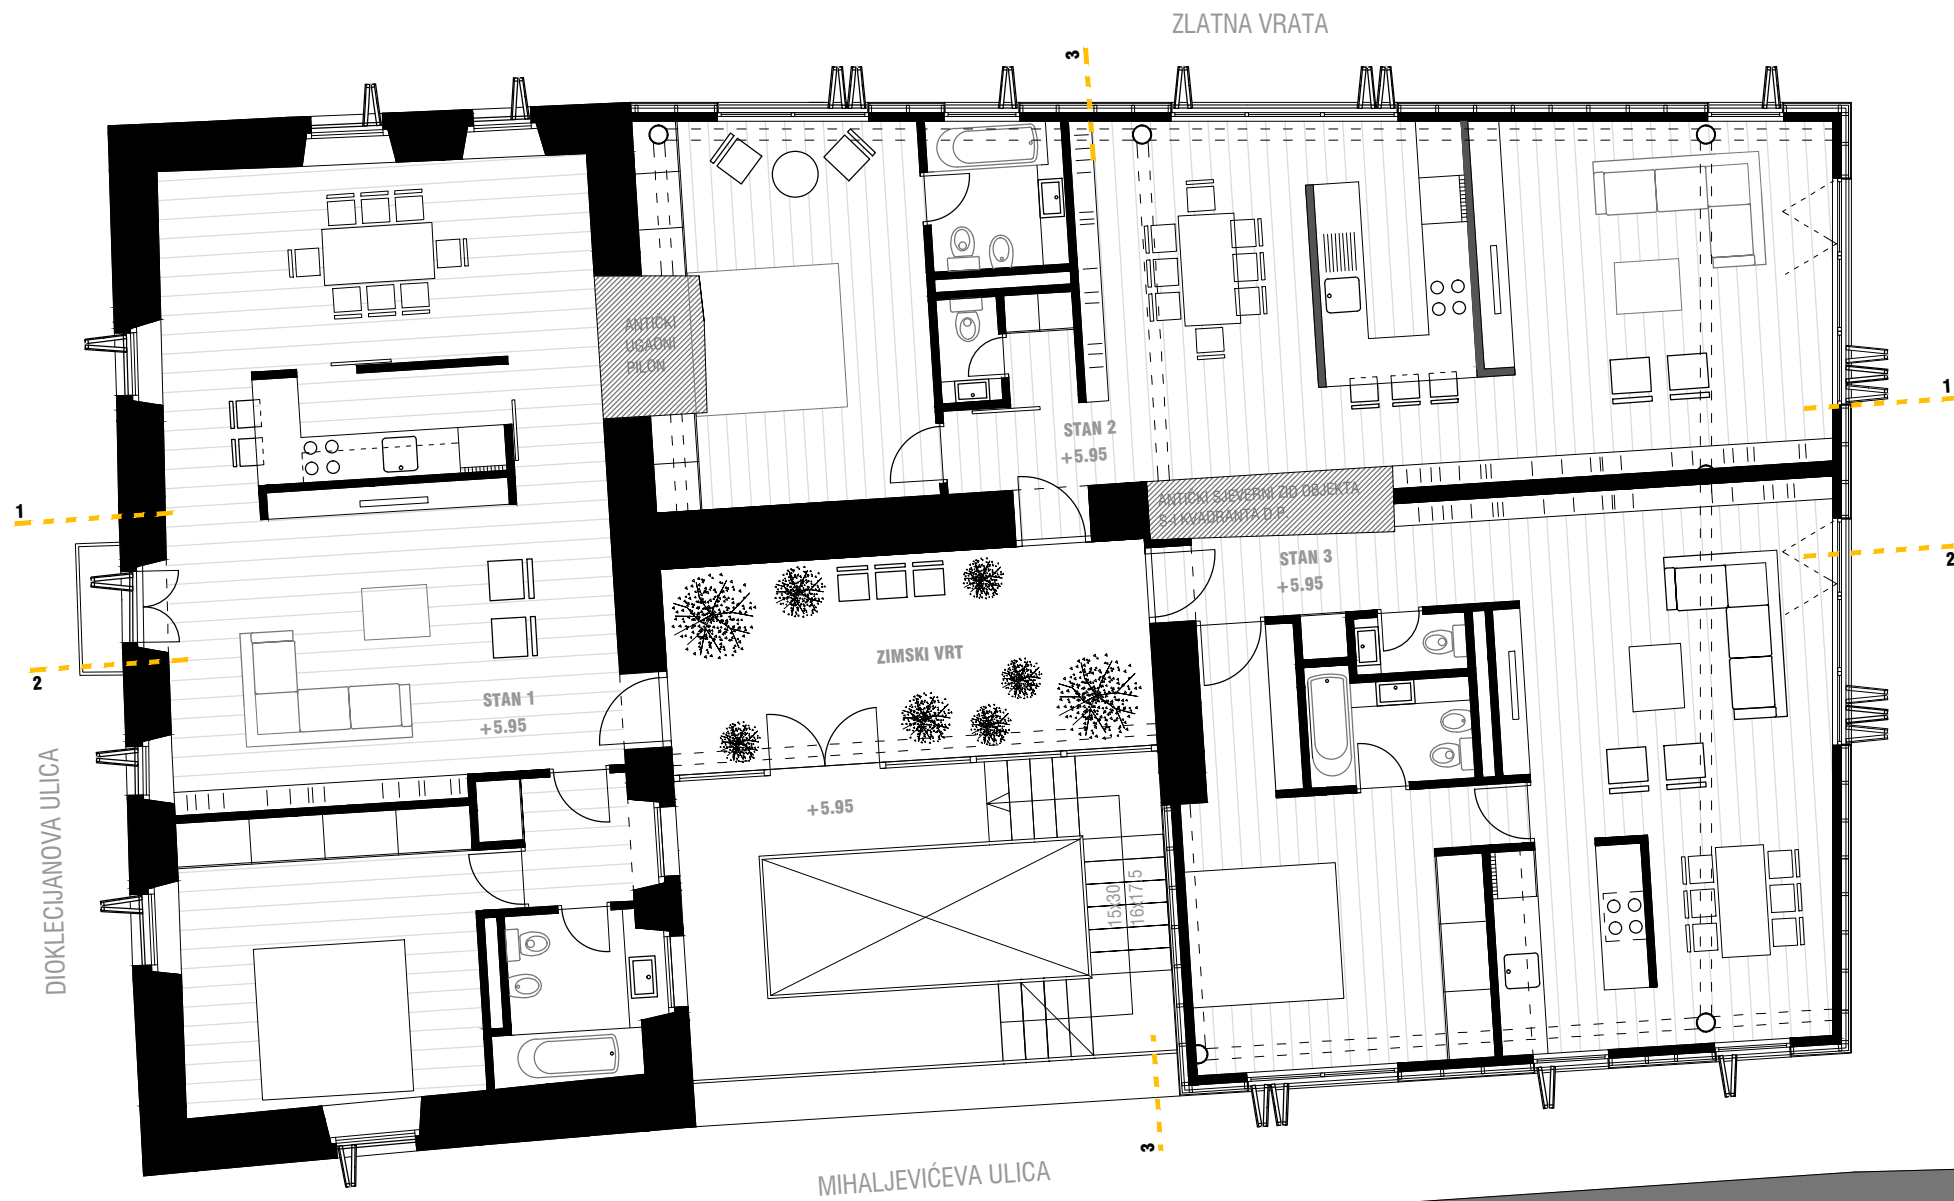 ZLATNA VRATA
3
ANTIČKI
UGAONI
PILON
STAN 2
+5.95
1
1
ANTIČKI SJEVERNI ZID OBJEKTA
S-I KVADRANTA D.P.
STAN 3
+5.95
2
2
ZIMSKI VRT
STAN 1
+5.95
+5.95
DIOKLECIJANOVA ULICA
15x30
16x17.5
3
MIHALJEVIĆEVA ULICA